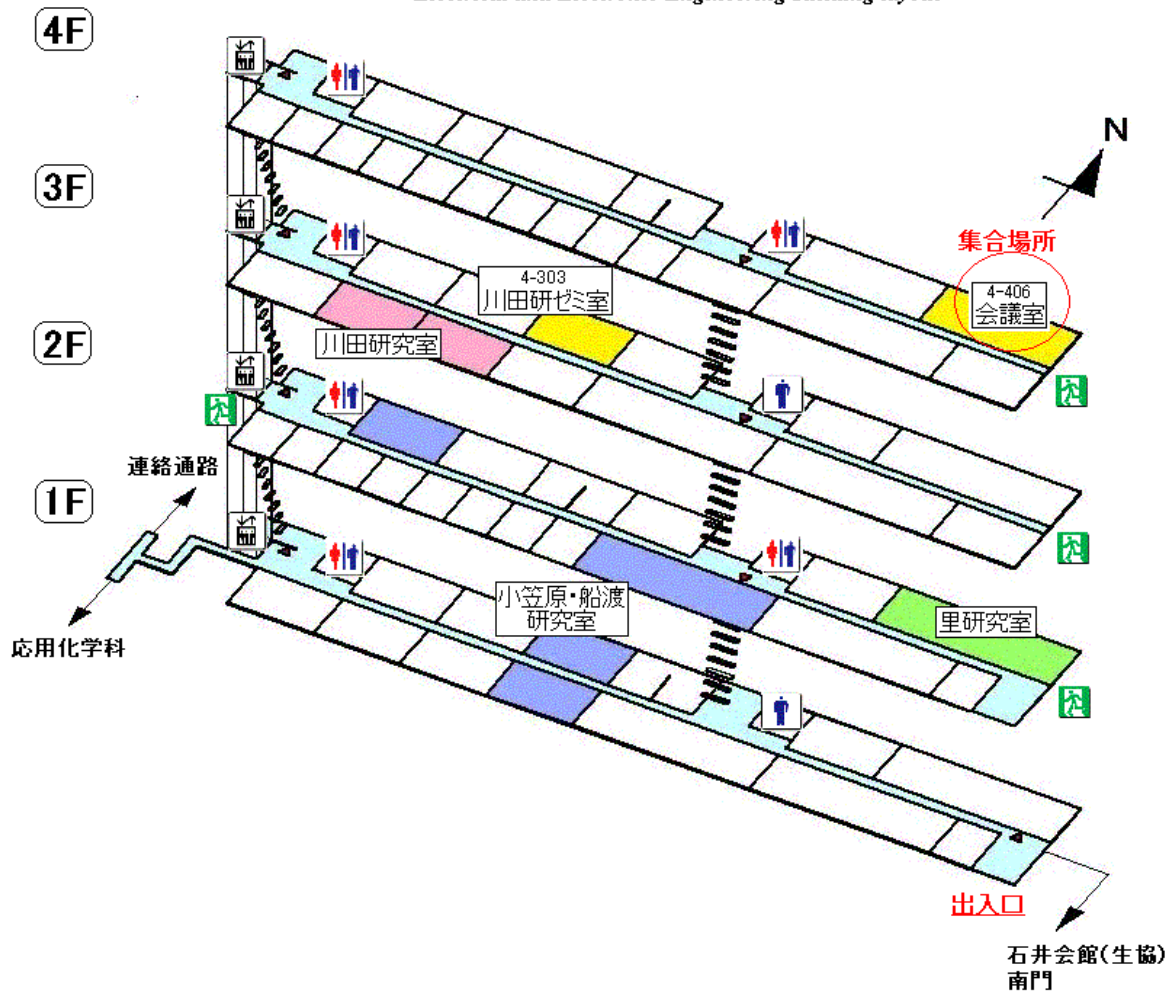 4F
N
3F
集合場所
4-406
会議室
4-303
川田研ゼミ室
川田研究室
2F
連絡通路
1F
小笠原・船渡
研究室
里研究室
応用化学科
出入口
石井会館(生協)
南門